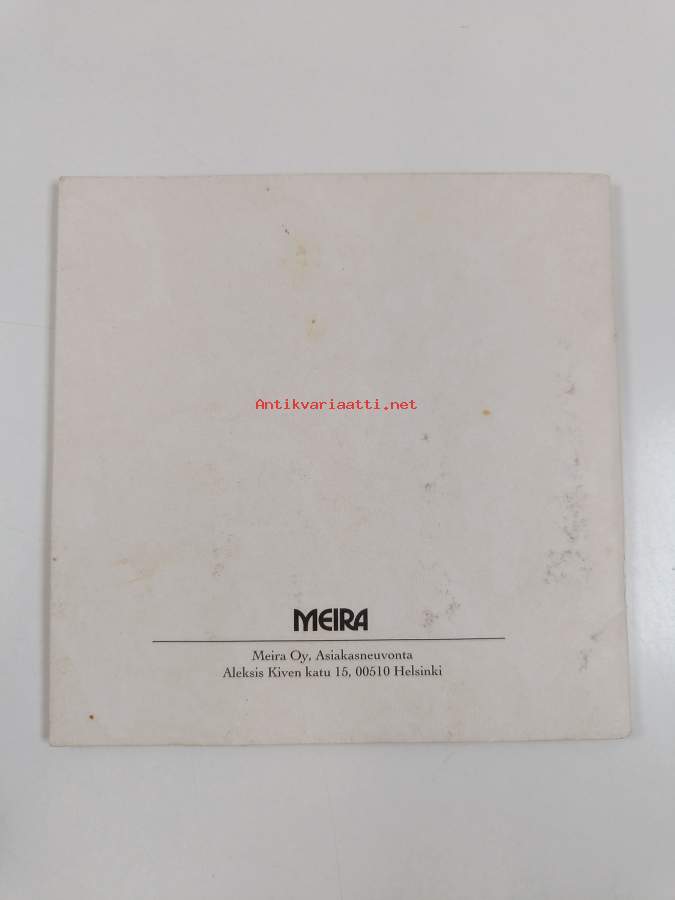 Antikvariaatti.net
MEIRA
Meira Oy, Asiakasneuvonta
Aleksis Kiven katu 15, 00510 Helsinki